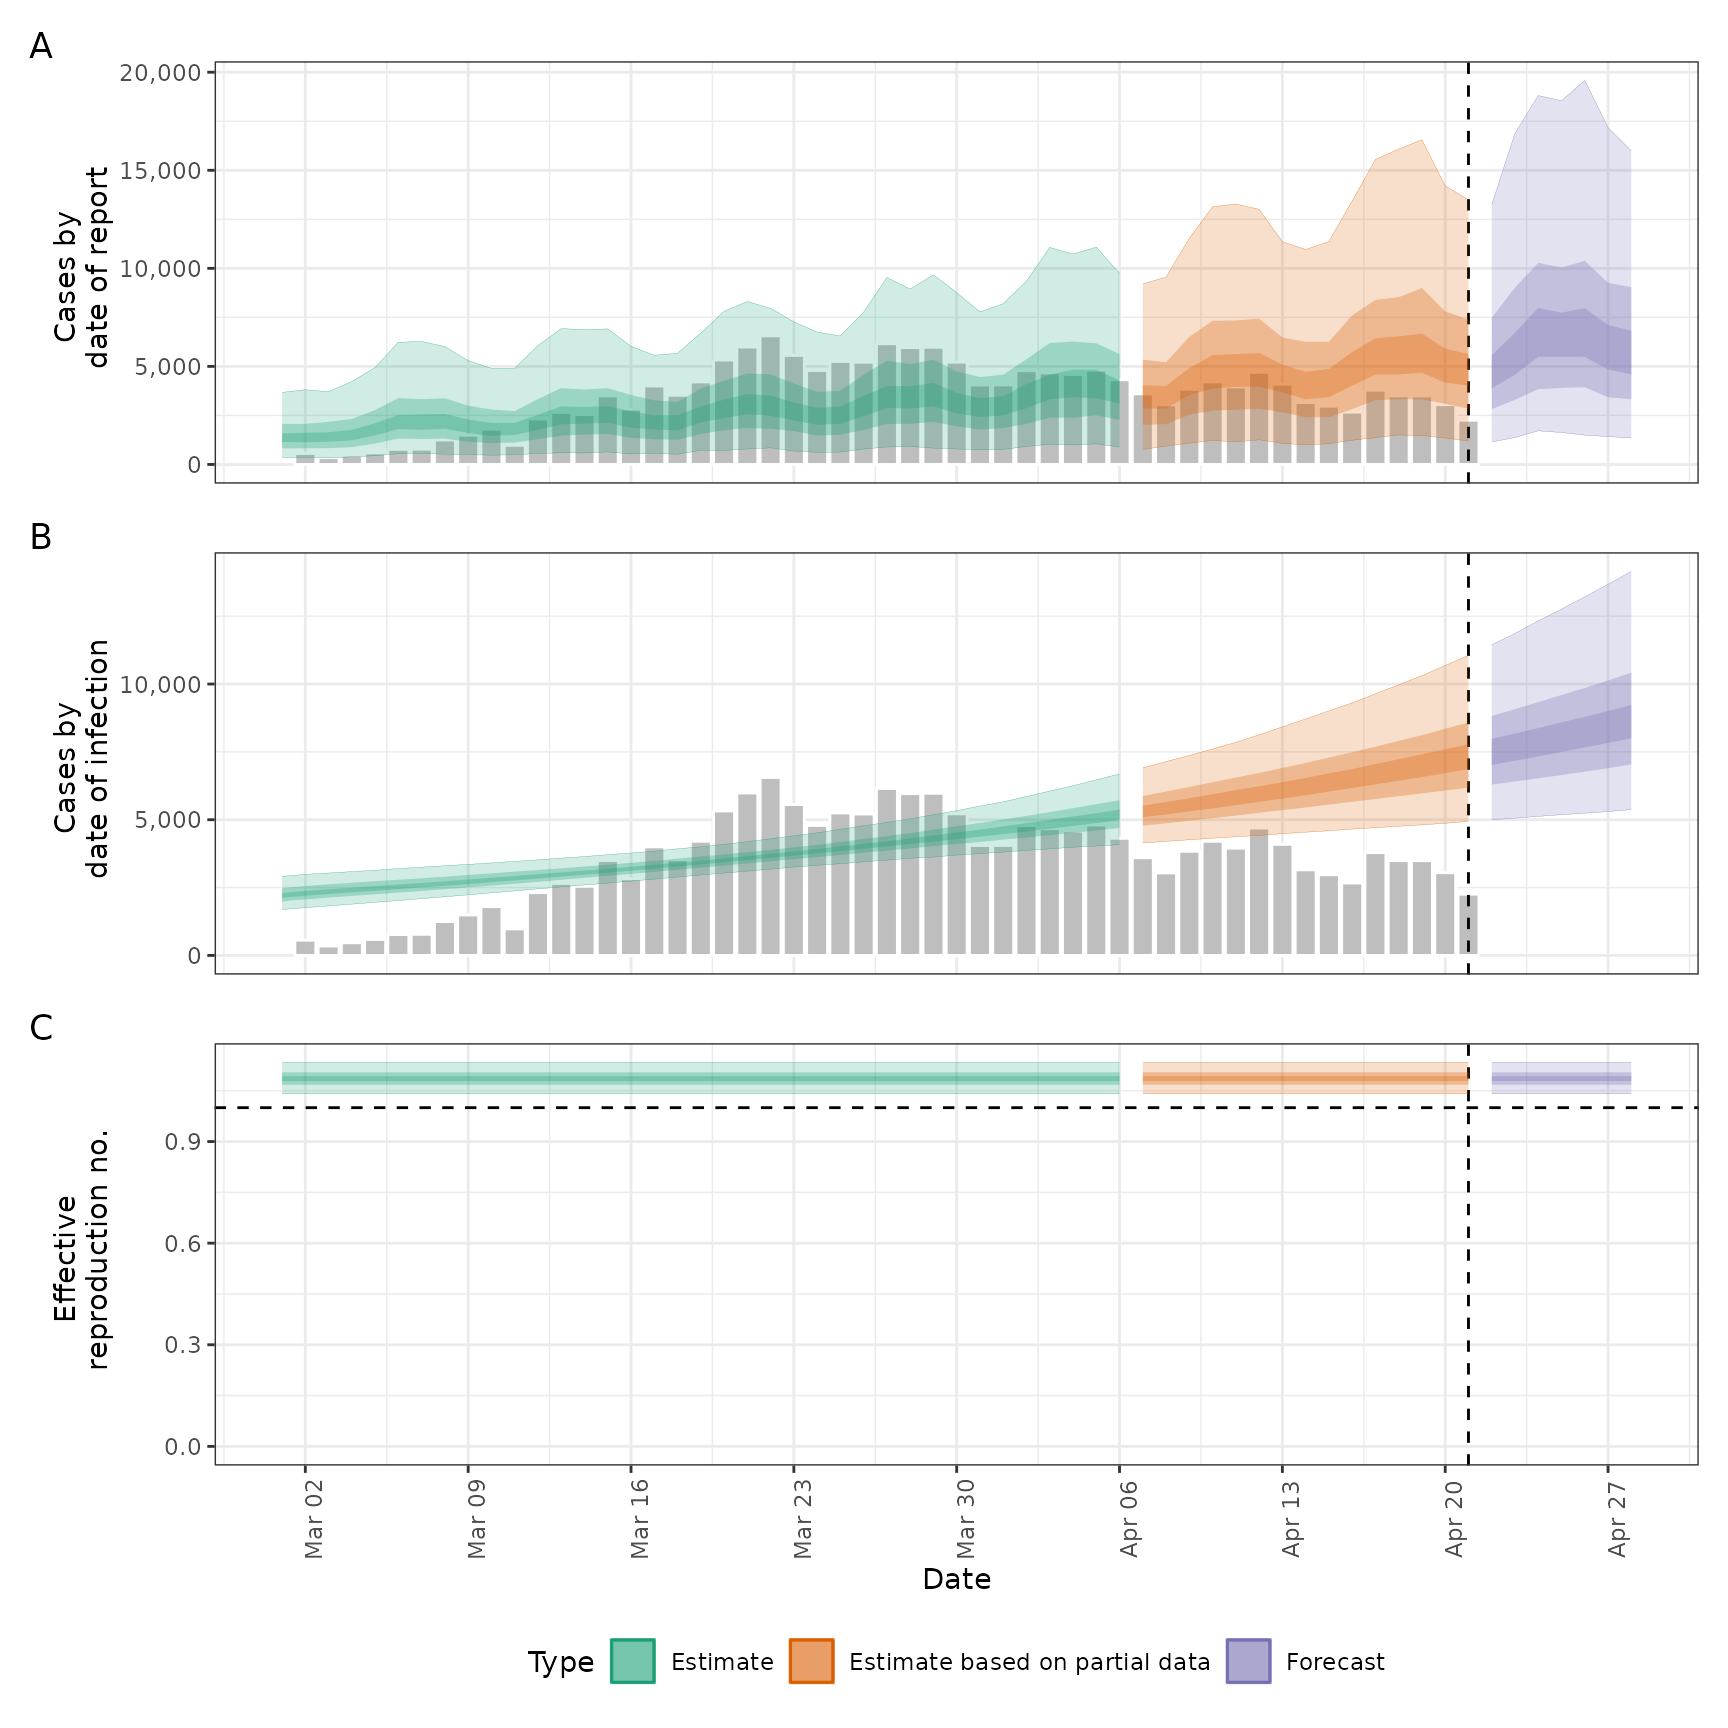 A
Cases by
date of report
20,000
15,000
10,000
5,000
0
B
Cases by
date of infection
10,000
5,000
0
C
Effective
reproduction no.
0.9
0.6
0.3
0.0
Mar 02
Mar 09
Mar 16
Mar 23
Mar 30
Apr 06
Apr 13
Apr 20
Apr 27
Date
Type Estimate Estimate based on partial data Forecast